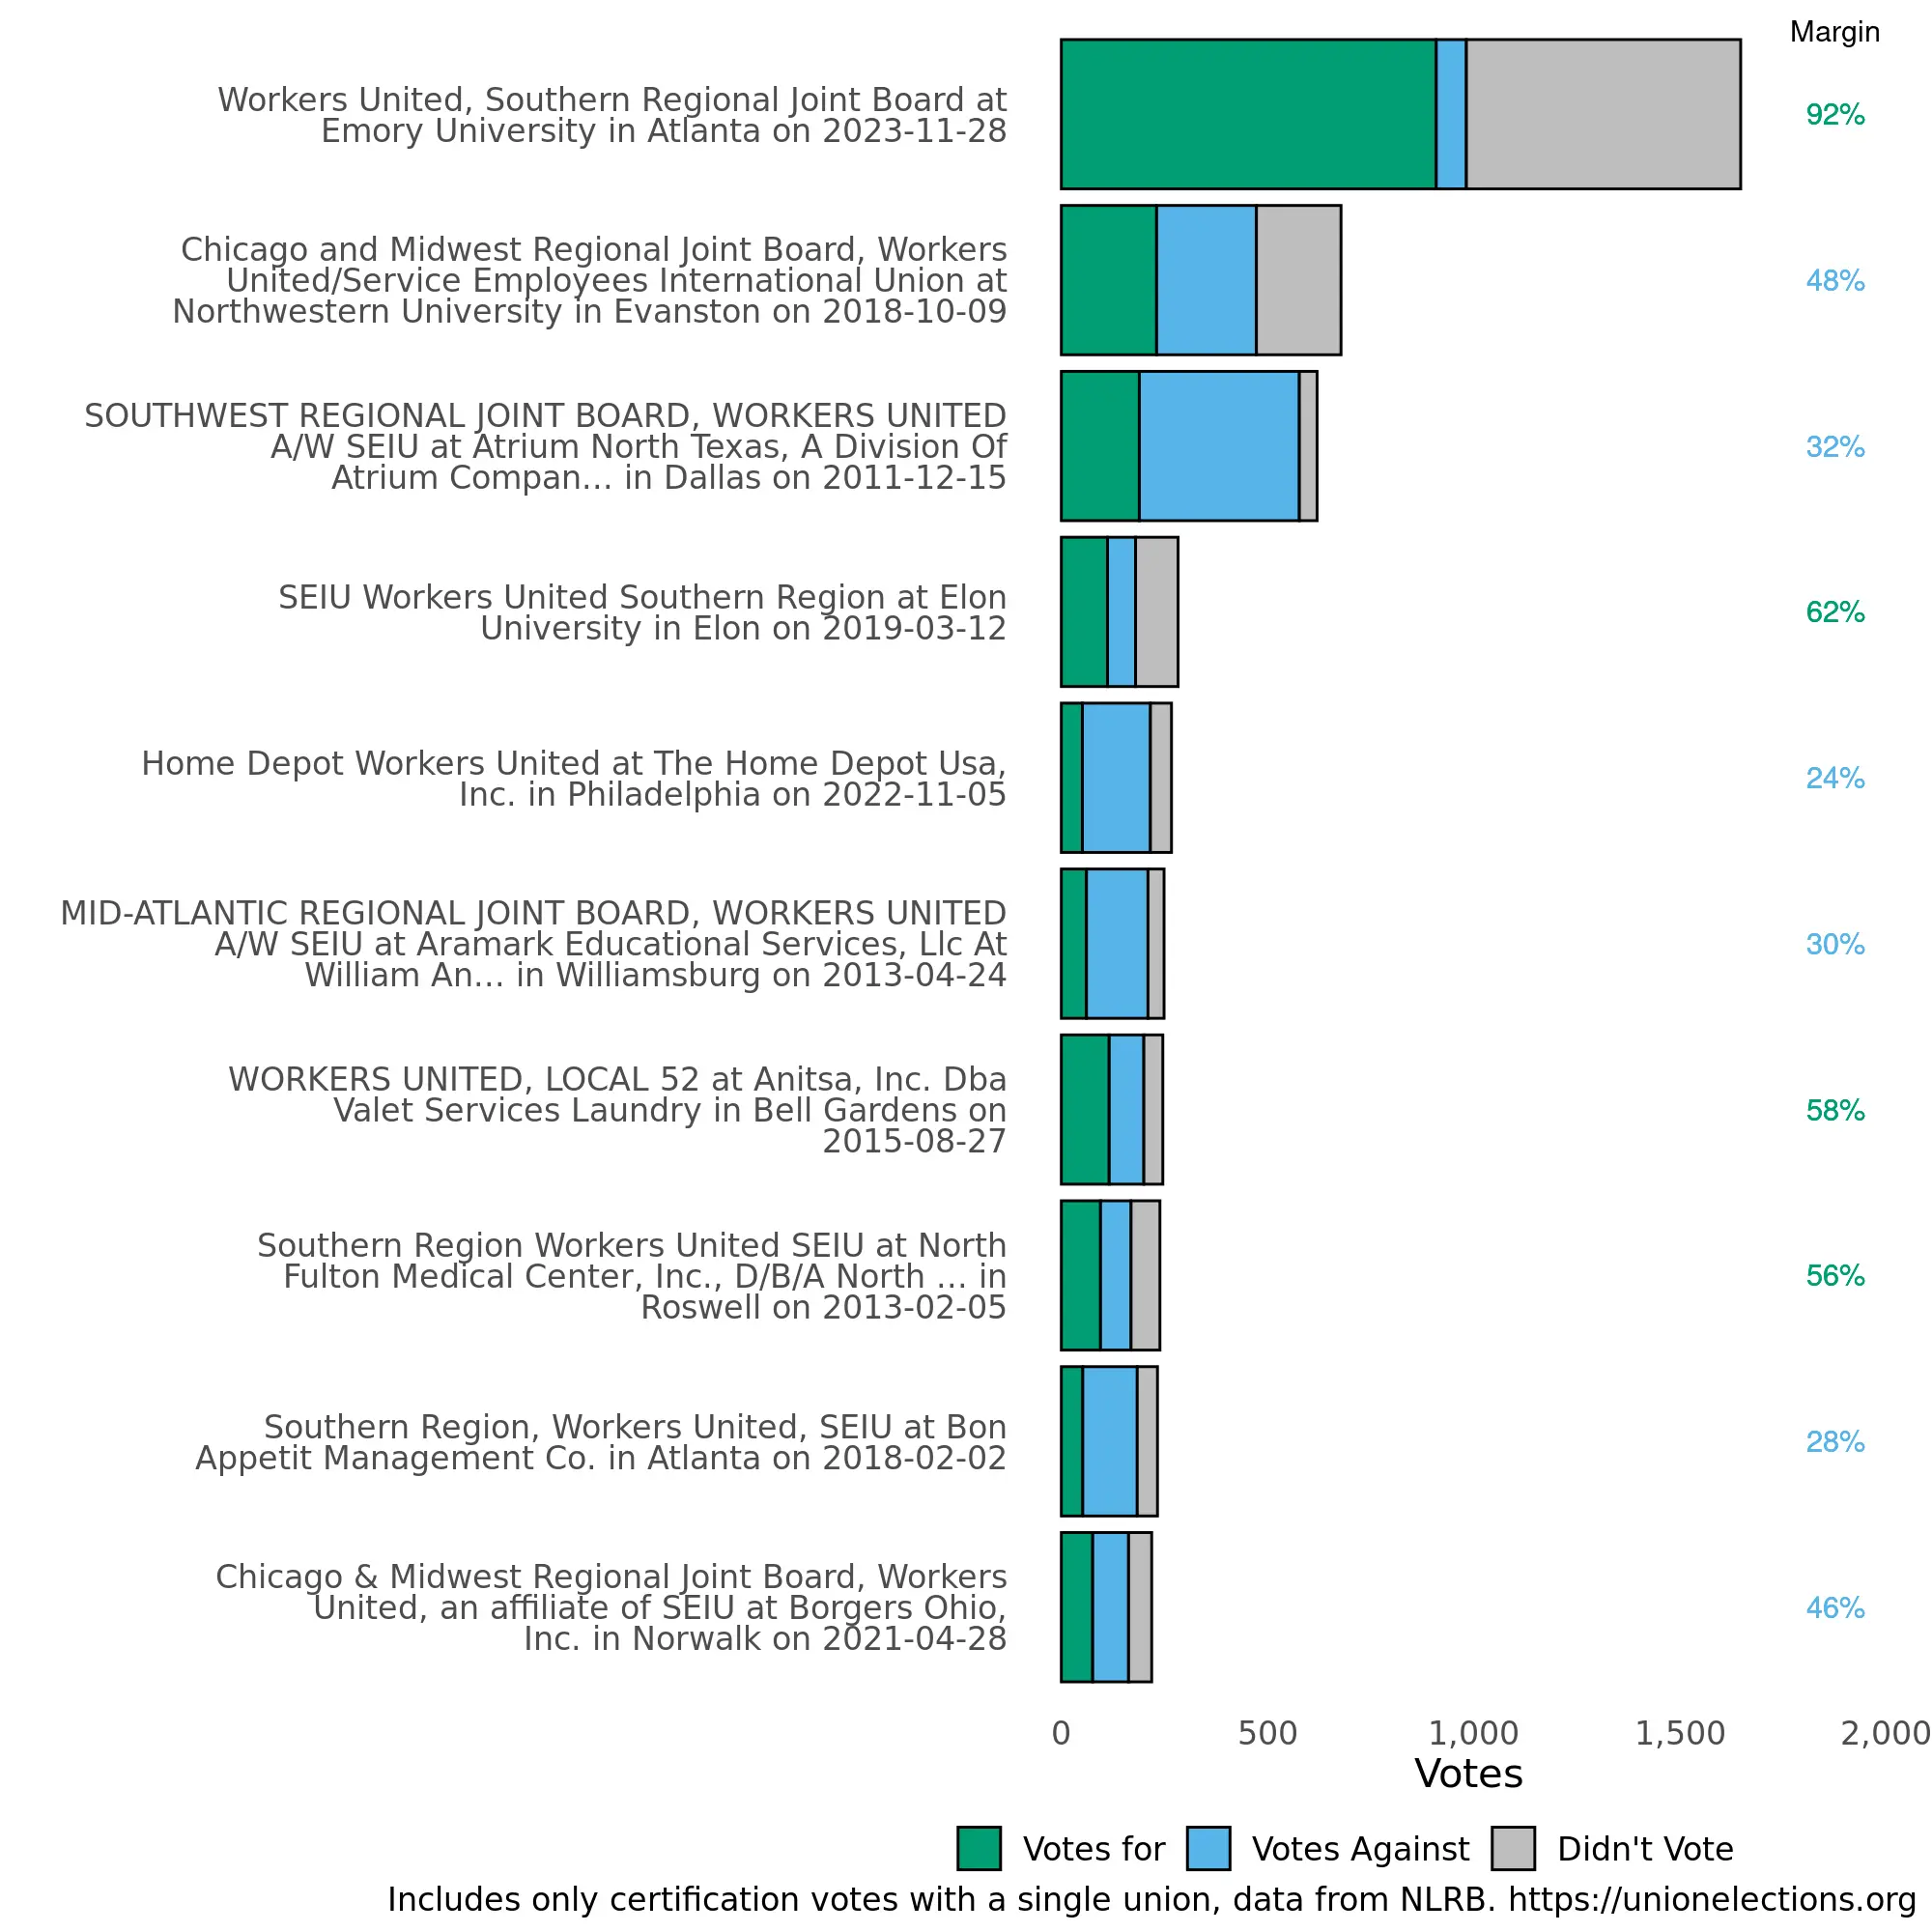 Margin
Workers United, Southern Regional Joint Board at
Emory University in Atlanta on 2023-11-28
92%
Chicago and Midwest Regional Joint Board, Workers
United/Service Employees International Union at
Northwestern University in Evanston on 2018-10-09
48%
SOUTHWEST REGIONAL JOINT BOARD, WORKERS UNITED
A/W SEIU at Atrium North Texas, A Division Of
Atrium Compan... in Dallas on 2011-12-15
32%
SEIU Workers United Southern Region at Elon
University in Elon on 2019-03-12
62%
Home Depot Workers United at The Home Depot Usa,
Inc. in Philadelphia on 2022-11-05
24%
MID-ATLANTIC REGIONAL JOINT BOARD, WORKERS UNITED
A/W SEIU at Aramark Educational Services, Llc At
William An... in Williamsburg on 2013-04-24
30%
WORKERS UNITED, LOCAL 52 at Anitsa, Inc. Dba
Valet Services Laundry in Bell Gardens on
2015-08-27
58%
Southern Region Workers United SEIU at North
Fulton Medical Center, Inc., D/B/A North ... in
Roswell on 2013-02-05
56%
Southern Region, Workers United, SEIU at Bon
Appetit Management Co. in Atlanta on 2018-02-02
28%
Chicago & Midwest Regional Joint Board, Workers
United, an affiliate of SEIU at Borgers Ohio,
Inc. in Norwalk on 2021-04-28
46%
0 500 1,000 1,500 2,000
Votes
Votes for Votes Against Didn't Vote
Includes only certification votes with a single union, data from NLRB. https://unionelections.org